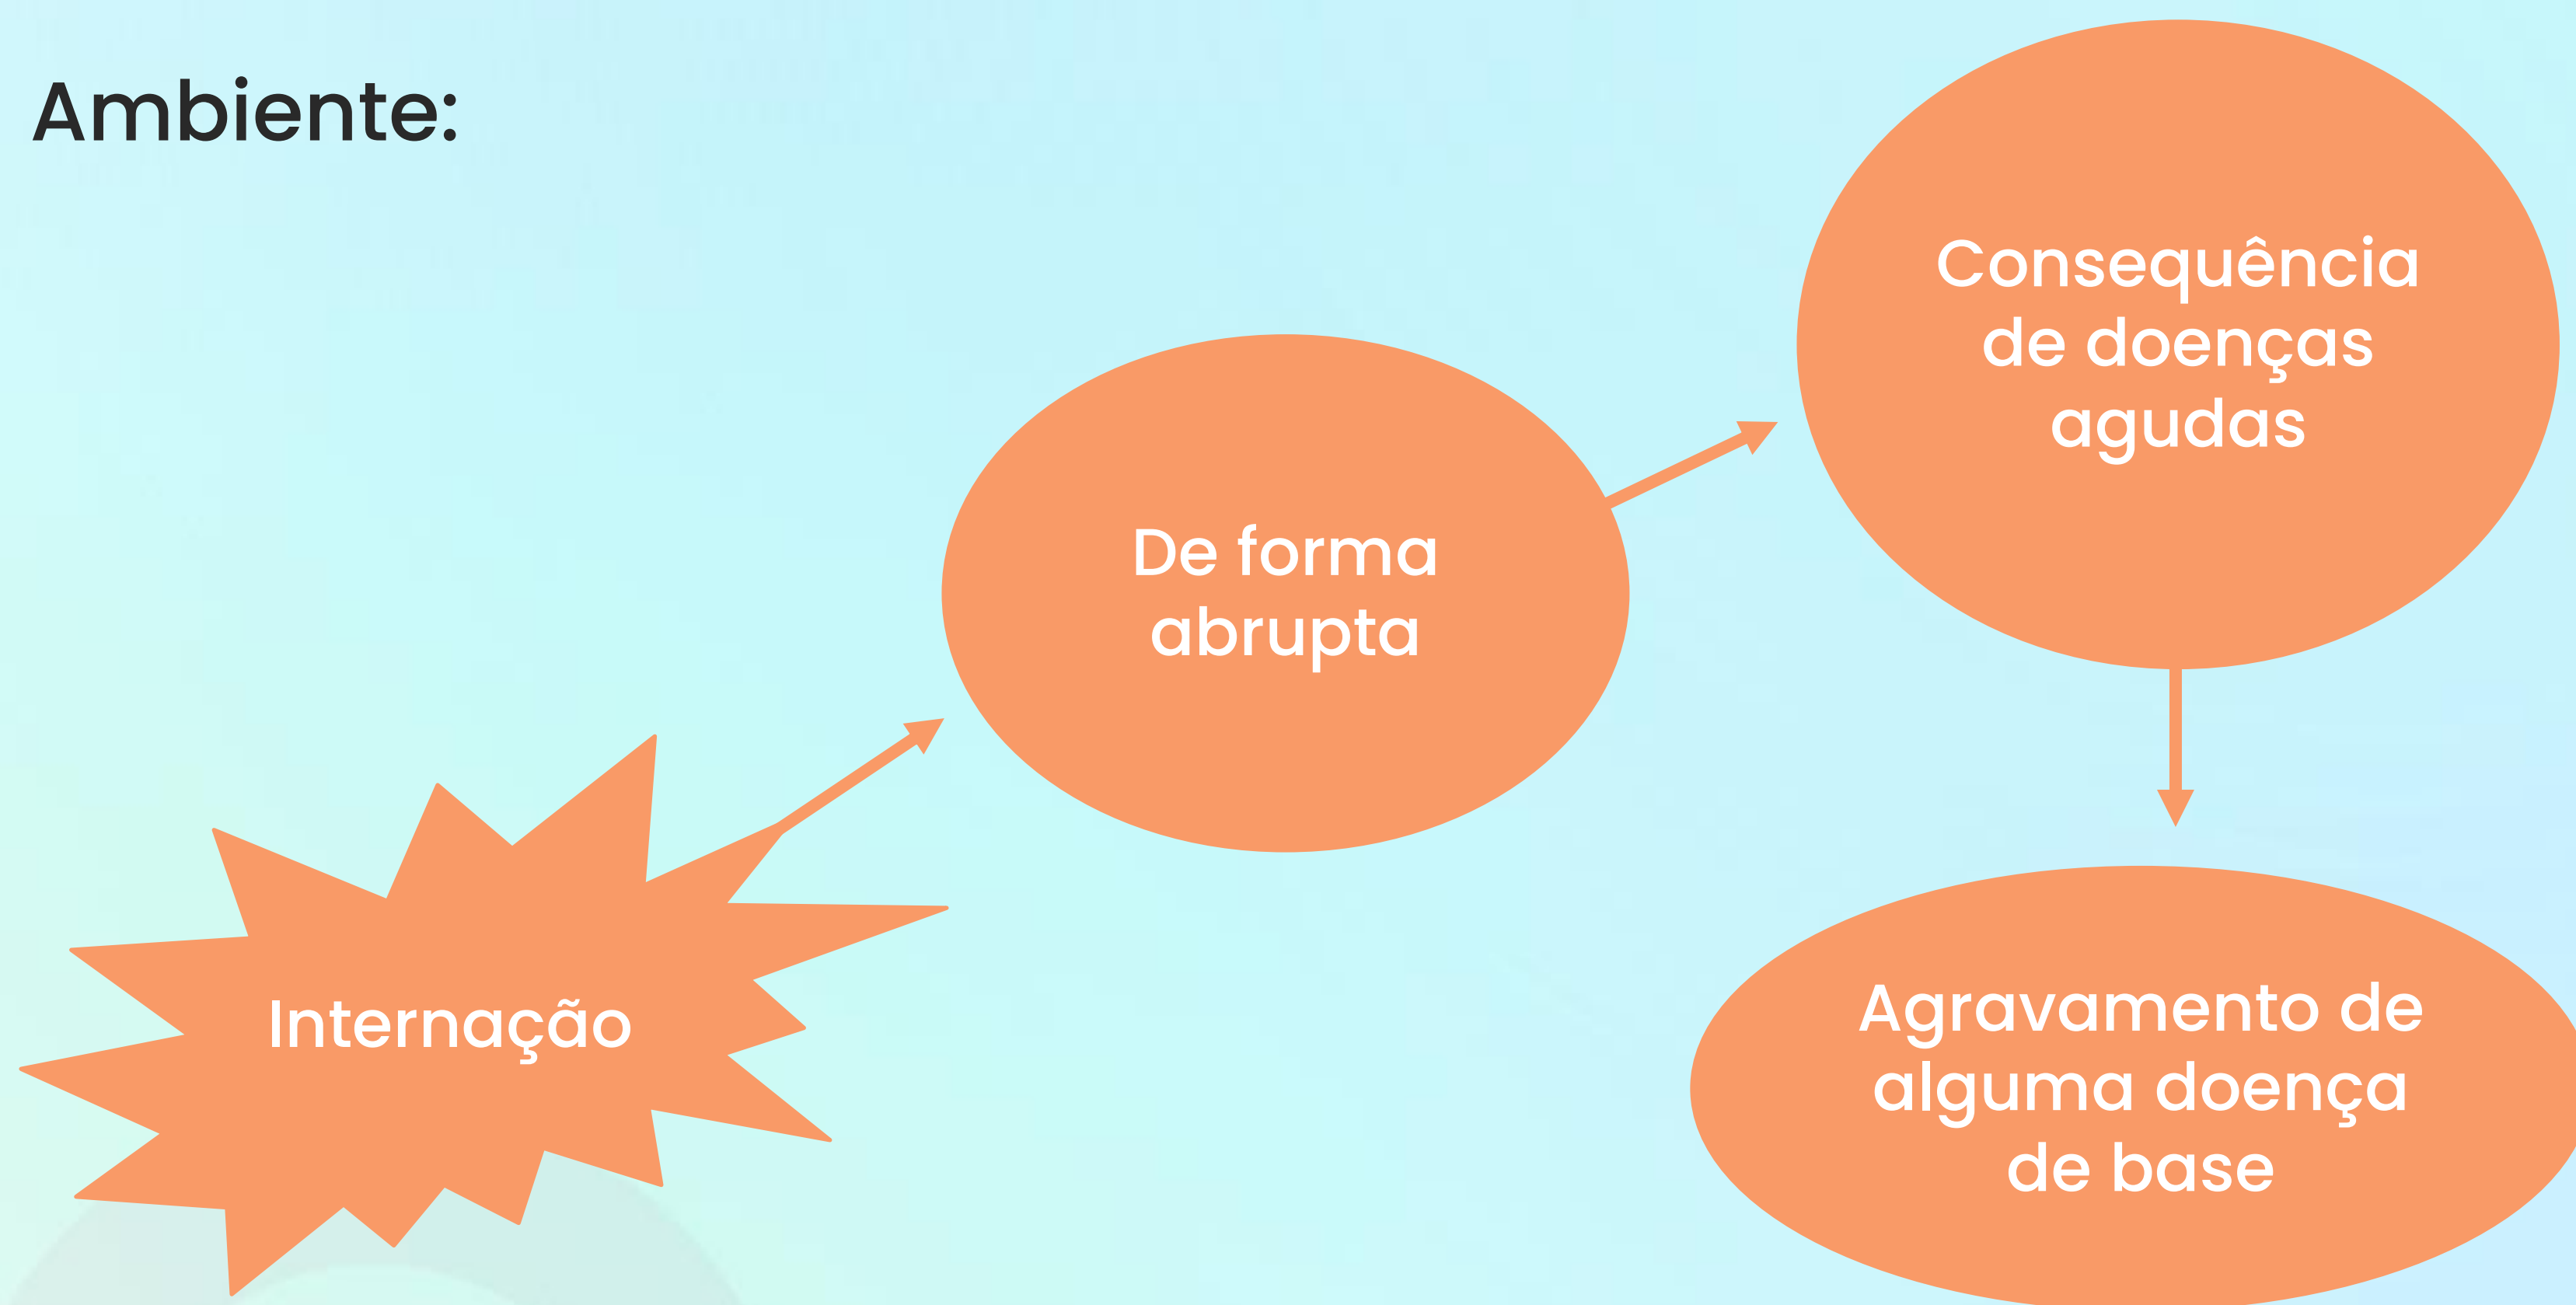 Ambiente:
Consequência
de doenças
agudas
De forma
abrupta
Internação
Agravamento de
alguma doença
de base